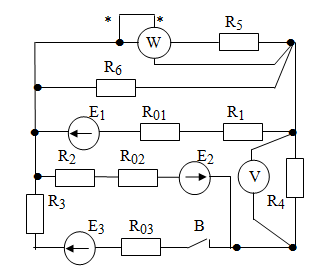 * *
W R5
R6
E1 R01 R1
R2 R02 E2
V
R3 R4
E3 R03 B